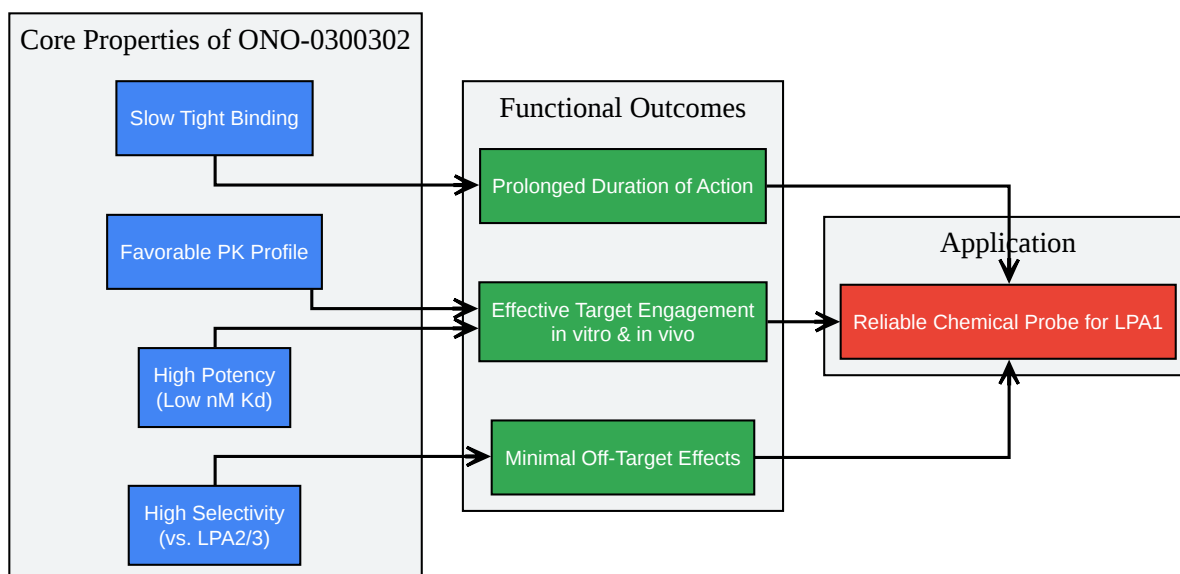 Core Properties of ONO-0300302
Slow Tight Binding
Favorable PK Profile
High Potency
(Low nM Kd)
High Selectivity
(vs. LPA2/3)
Functional Outcomes
Prolonged Duration of Action
Effective Target Engagement
in vitro & in vivo
Minimal Off-Target Effects
Application
Reliable Chemical Probe for LPA1